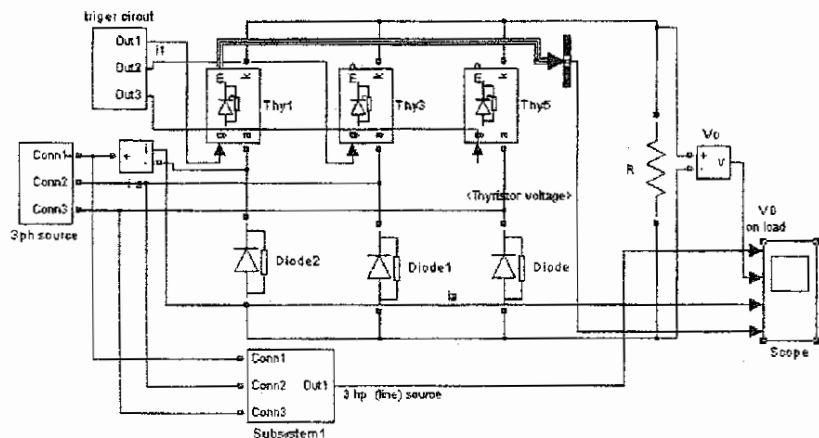 triger cirout
Out1
Out2
Out3
i1
m
k
m
k
m
k
Thy1
Thy3
Thy5
g
a
g
a
g
a
Conn1
Conn2
Conn3
3ph source
+
i
-
i a
<Thyristor voltage>
R
Vo
+
-
v
V0
on load
Diode2
Diode1
Diode
ia
Scope
Conn1
Conn2
Conn3
Out1
3 hp (line) source
Subsystem1